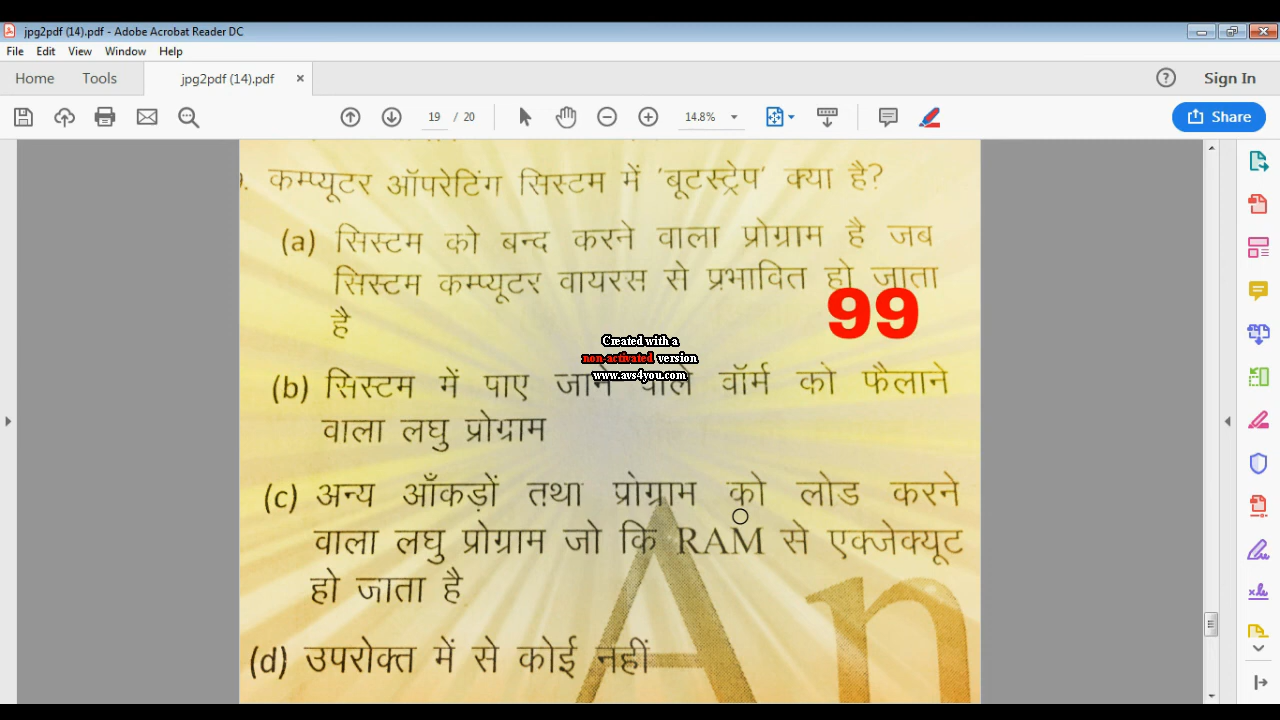 jpg2pdf (14).pdf - Adobe Acrobat Reader DC
File Edit View Window Help
Home Tools jpg2pdf (14).pdf × ? Sign In
19 / 20 14.8% Share
. कम्प्यूटर ऑपरेटिंग सिस्टम में 'बूटस्ट्रेप' क्या है?
(a) सिस्टम को बन्द करने वाला प्रोग्राम है जब
सिस्टम कम्प्यूटर वायरस से प्रभावित हो जाता
है
99
Created with a
non-activated version
www.avs4you.com
(b) सिस्टम में पाए जाने वाले वॉर्म को फैलाने
वाला लघु प्रोग्राम
(c) अन्य आँकड़ों तथा प्रोग्राम को लोड करने
वाला लघु प्रोग्राम जो कि RAM से एक्जेक्यूट
हो जाता है
An
(d) उपरोक्त में से कोई नहीं